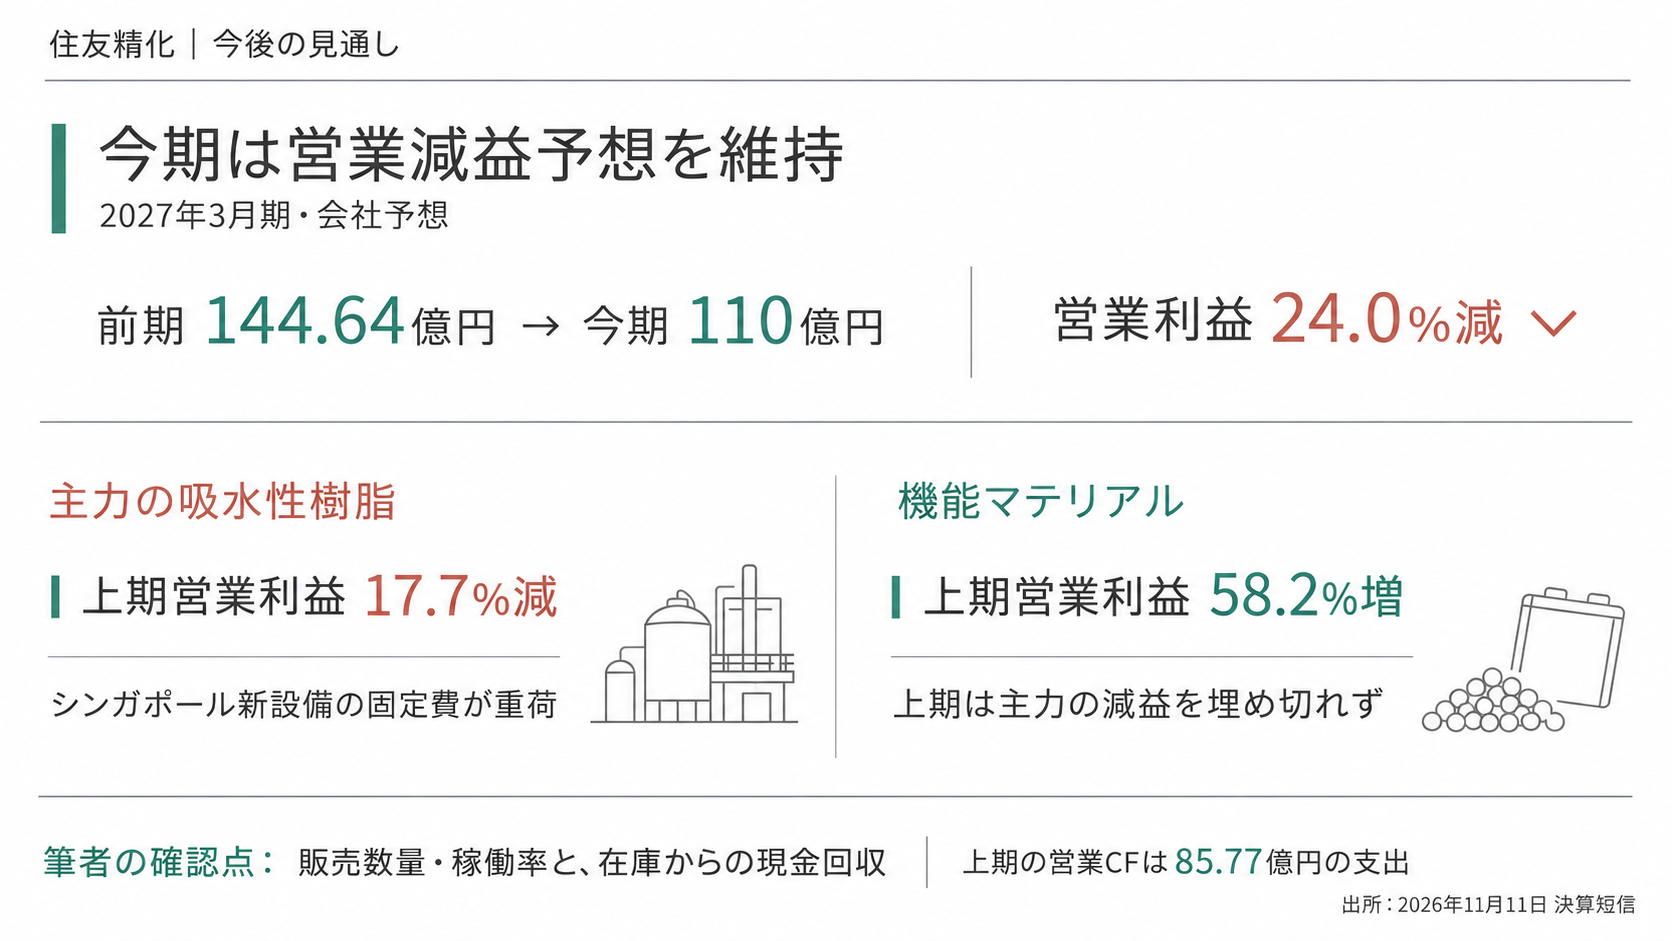 住友精化｜今後の見通し
今期は営業減益予想を維持
2027年3月期・会社予想
前期 144.64億円 → 今期 110億円
営業利益 24.0%減
主力の吸水性樹脂
上期営業利益 17.7%減
シンガポール新設備の固定費が重荷
機能マテリアル
上期営業利益 58.2%増
上期は主力の減益を埋め切れず
筆者の確認点： 販売数量・稼働率と、在庫からの現金回収
上期の営業CFは 85.77億円の支出
出所：2026年11月11日 決算短信